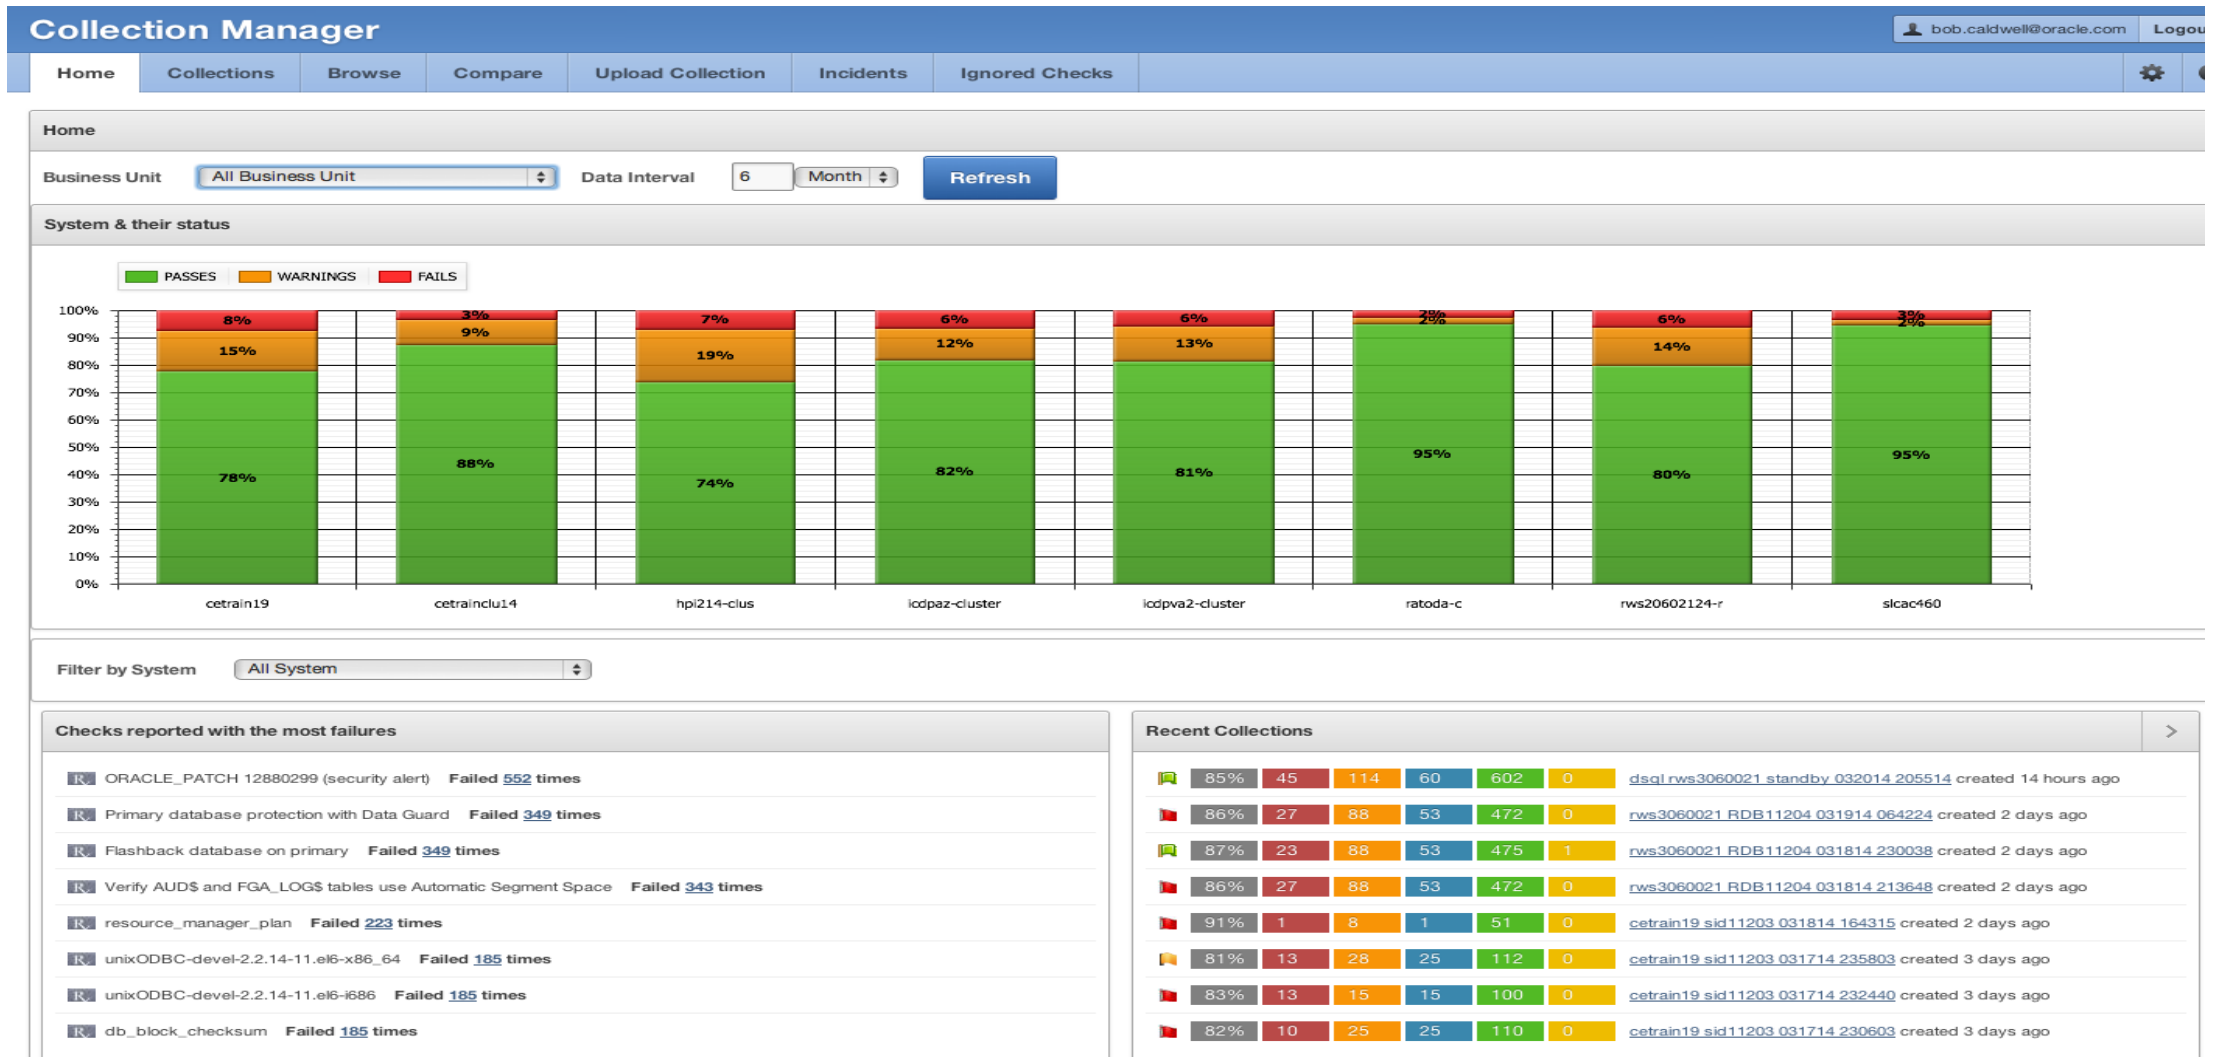 Collection Manager
bob.caldwell@oracle.com Logou
Home Collections Browse Compare Upload Collection Incidents Ignored Checks
Home
Business Unit All Business Unit Data Interval 6 Month Refresh
System & their status
PASSES WARNINGS FAILS
100%
90%
80%
70%
60%
50%
40%
30%
20%
10%
0%
8% 3% 7% 6% 6% 2% 6% 3%
15% 9% 19% 12% 13% 2% 14% 2%
78% 88% 74% 82% 81% 95% 80% 95%
cetrain19 cetrainclu14 hpi214-clus icdpaz-cluster icdpva2-cluster ratoda-c rws20602124-r slcac460
Filter by System All System
Checks reported with the most failures
ORACLE_PATCH 12880299 (security alert) Failed 552 times
Primary database protection with Data Guard Failed 349 times
Flashback database on primary Failed 349 times
Verify AUD$ and FGA_LOG$ tables use Automatic Segment Space Failed 343 times
resource_manager_plan Failed 223 times
unixODBC-devel-2.2.14-11.el6-x86_64 Failed 185 times
unixODBC-devel-2.2.14-11.el6-i686 Failed 185 times
db_block_checksum Failed 185 times
Recent Collections >
85% 45 114 60 602 0 dsql rws3060021 standby 032014 205514 created 14 hours ago
86% 27 88 53 472 0 rws3060021 RDB11204 031914 064224 created 2 days ago
87% 23 88 53 475 1 rws3060021 RDB11204 031814 230038 created 2 days ago
86% 27 88 53 472 0 rws3060021 RDB11204 031814 213648 created 2 days ago
91% 1 8 1 51 0 cetrain19 sid11203 031814 164315 created 2 days ago
81% 13 28 25 112 0 cetrain19 sid11203 031714 235803 created 3 days ago
83% 13 15 15 100 0 cetrain19 sid11203 031714 232440 created 3 days ago
82% 10 25 25 110 0 cetrain19 sid11203 031714 230603 created 3 days ago